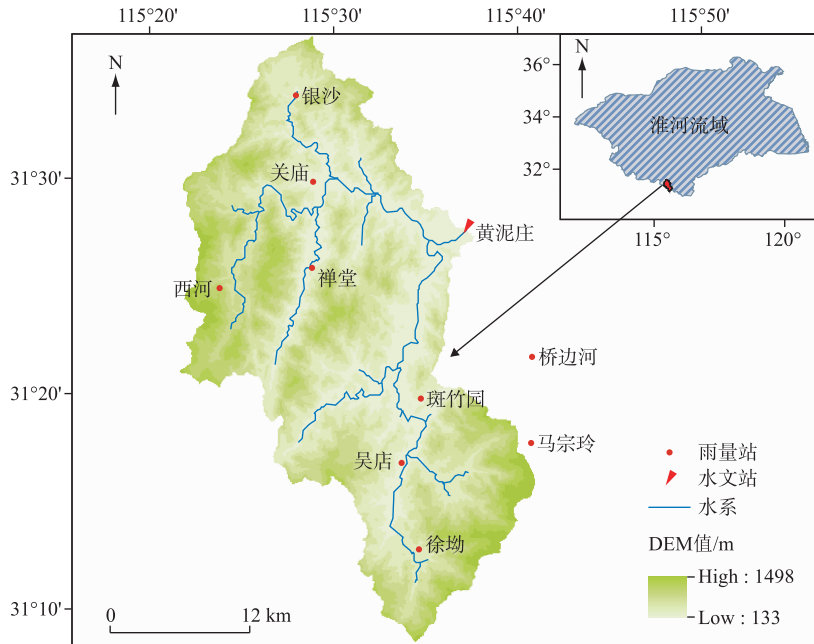 115°20' 115°30' 115°40' 115°50'
N
银沙
关庙
31°30'
黄泥庄
西河
禅堂
桥边河
31°20'
斑竹园
马宗玲
吴店
徐坳
31°10'
0 12 km
N
36°
34°
32°
淮河流域
115° 120°
雨量站
水文站
水系
DEM值/m
High : 1498
Low : 133